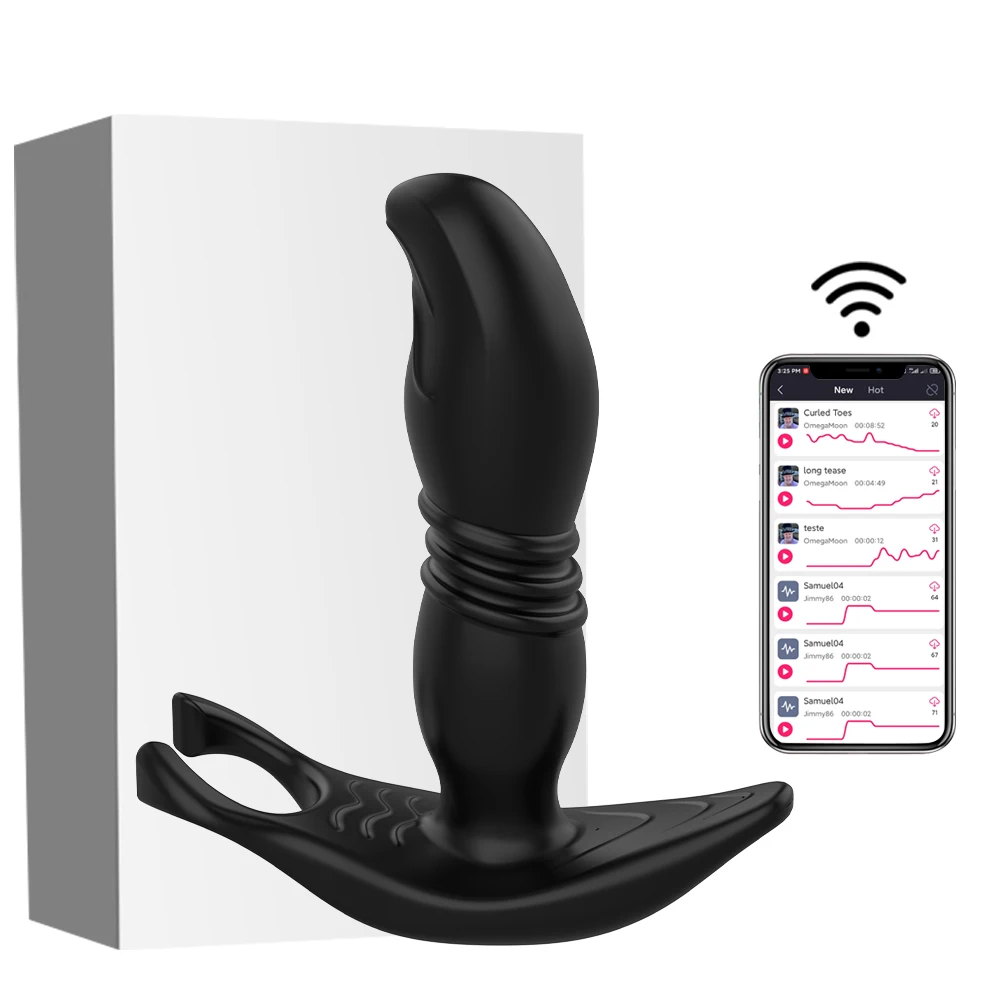 3:25 PM
New Hot
Curled Toes
OmegaMoon 00:08:52
20
long tease
OmegaMoon 00:04:49
21
teste
OmegaMoon 00:00:12
31
Samuel04
Jimmy86 00:00:02
64
Samuel04
Jimmy86 00:00:02
67
Samuel04
Jimmy86 00:00:02
71